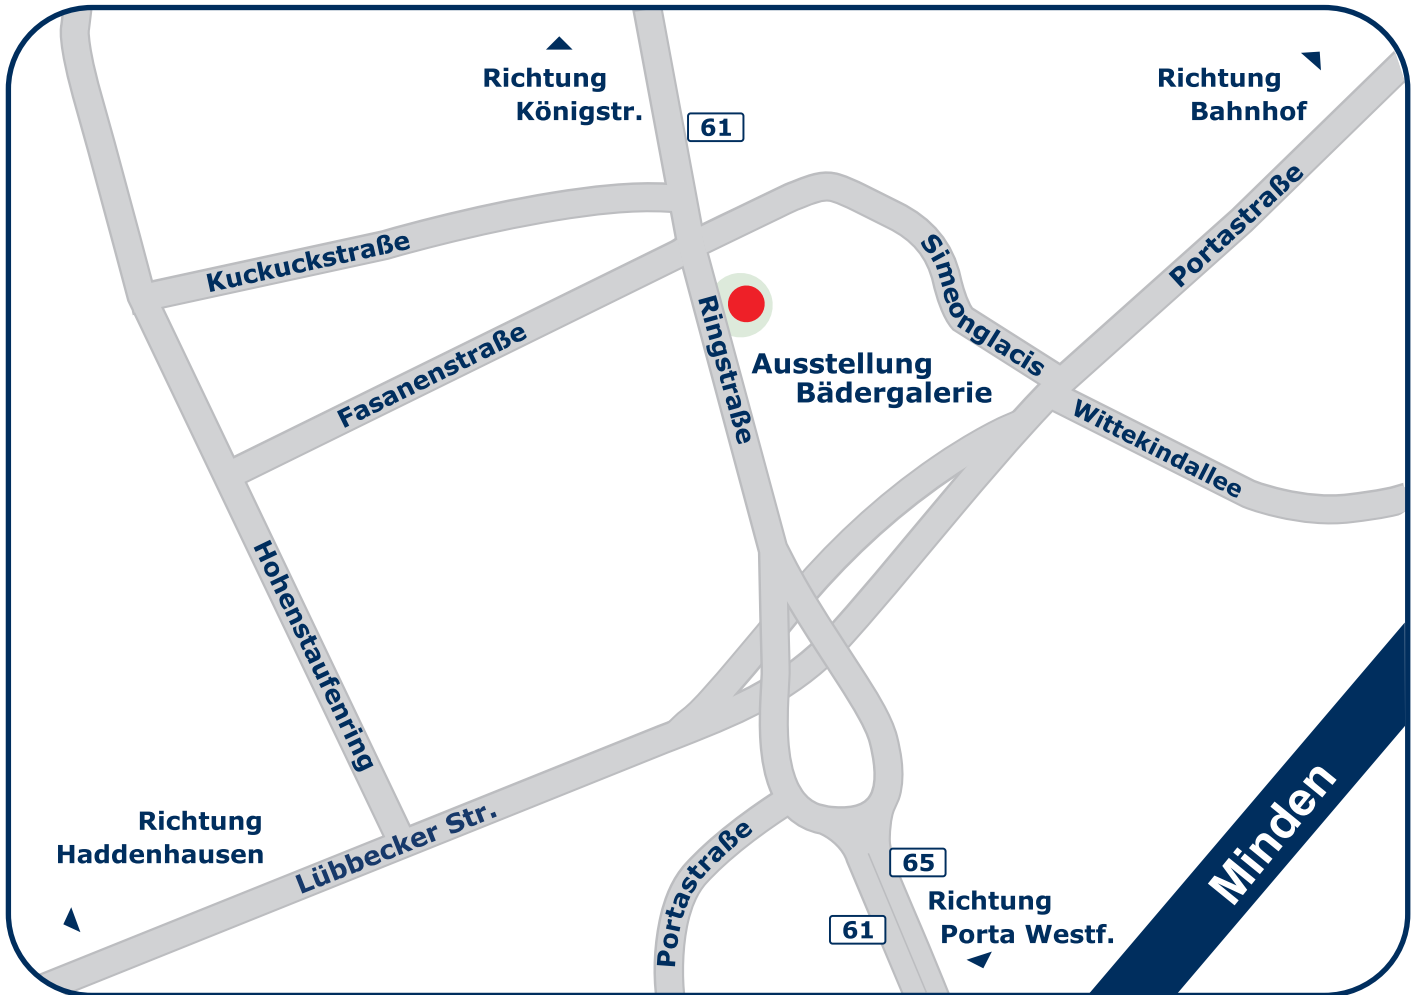 Richtung
Königstr.
Richtung
Bahnhof
61
Portastraße
Kuckuckstraße
Simeonglacis
Fasanenstraße
Ringstraße
Ausstellung
Bädergalerie
Wittekindallee
Hohenstaufenring
Minden
Richtung
Haddenhausen
Lübbecker Str.
Portastraße
65
Richtung
Porta Westf.
61